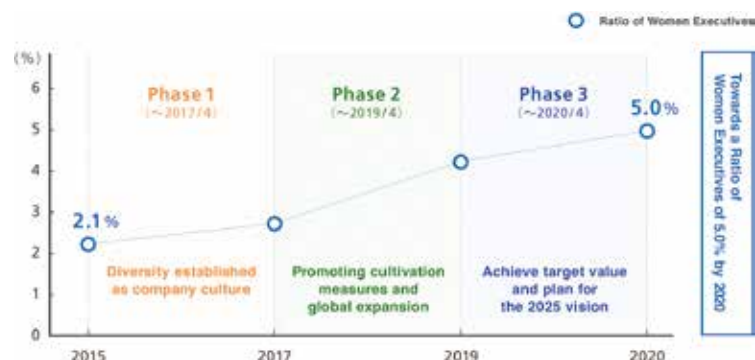 Ratio of Women Executives
(%)
6
5
4
3
2
1
0
Phase 1
(～2017/4)
Phase 2
(～2019/4)
Phase 3
(～2020/4)
2.1%
5.0%
Diversity established
as company culture
Promoting cultivation
measures and
global expansion
Achieve target value
and plan for
the 2025 vision
2015
2017
2019
2020
Towards a Ratio of
Women Executives of 5.0% by 2020